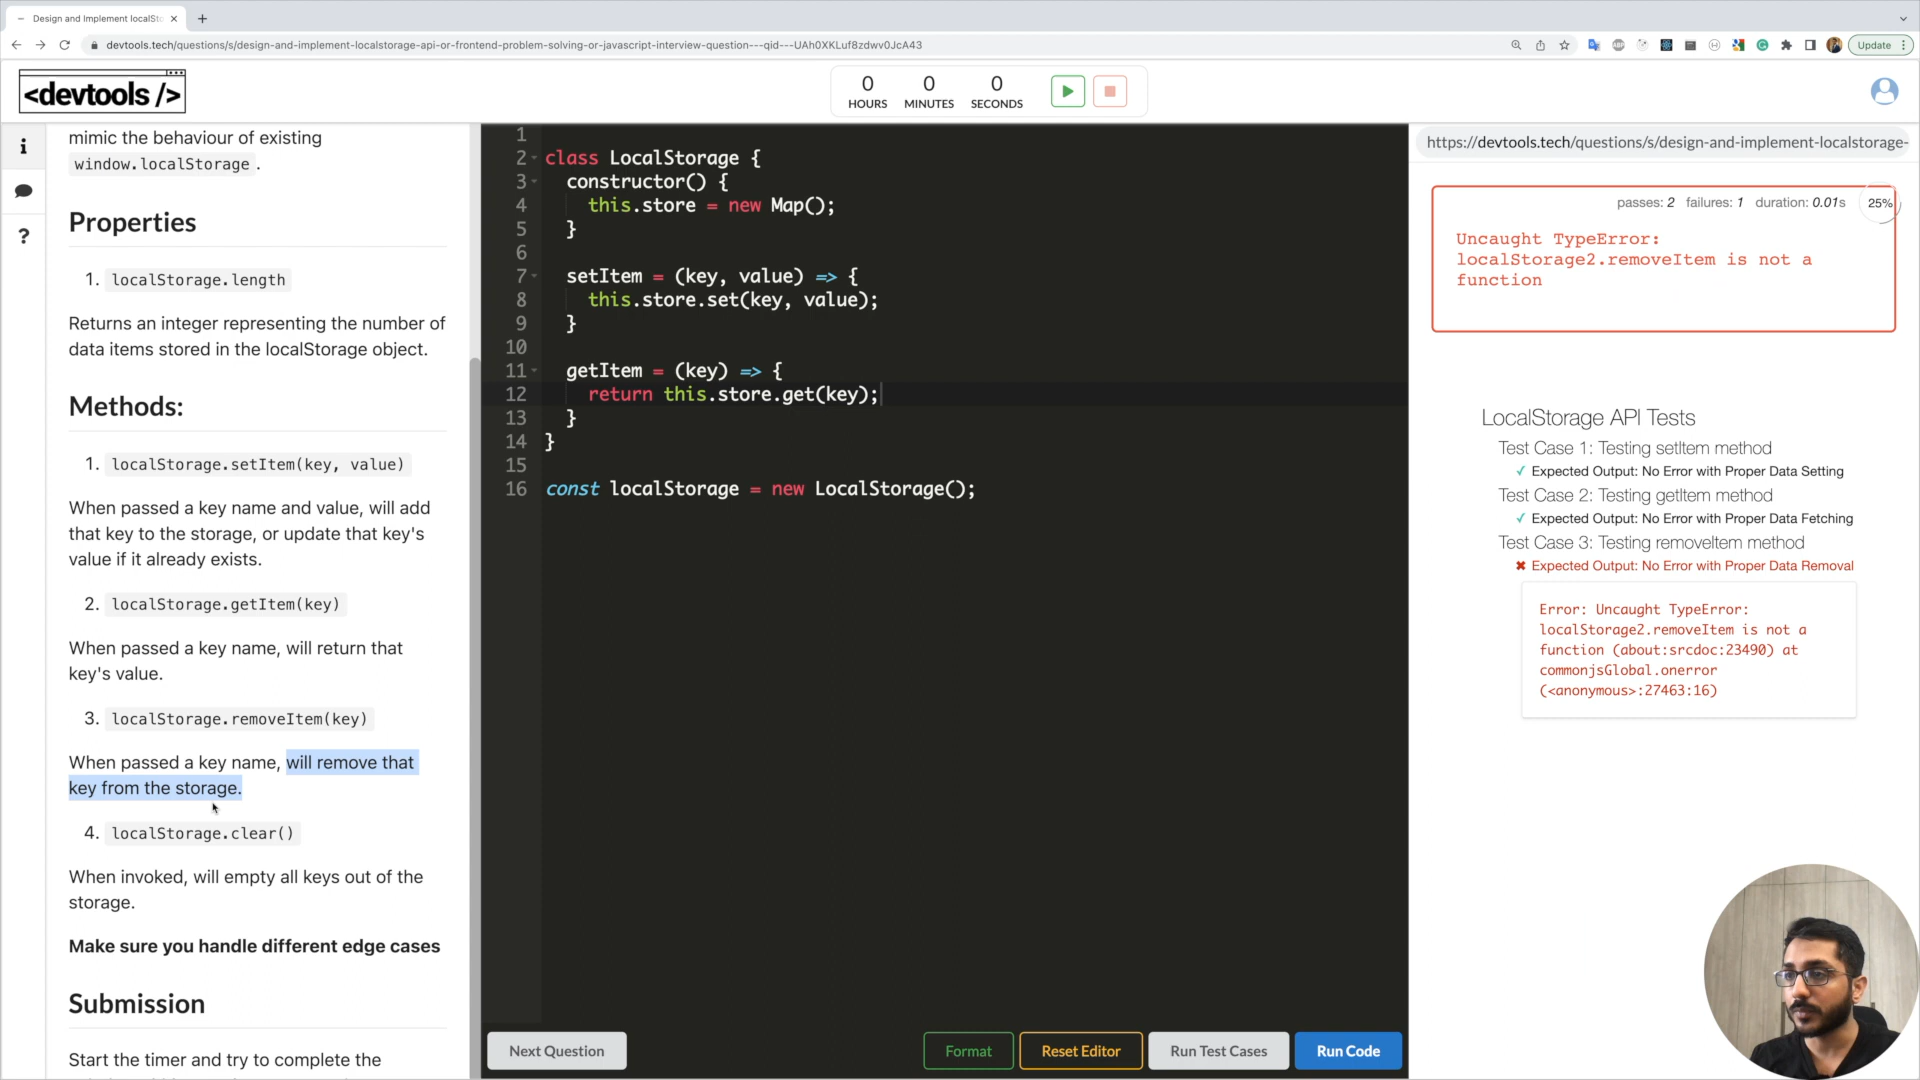 Design and Implement localSto
devtools.tech/questions/s/design-and-implement-localstorage-api-or-frontend-problem-solving-or-javascript-interview-question---qid---UAh0XKLuf8zdwv0JcA43
Update
<devtools />
0 0 0
HOURS MINUTES SECONDS
mimic the behaviour of existing
window.localStorage .
Properties
1. localStorage.length
Returns an integer representing the number of
data items stored in the localStorage object.
Methods:
1. localStorage.setItem(key, value)
When passed a key name and value, will add
that key to the storage, or update that key's
value if it already exists.
2. localStorage.getItem(key)
When passed a key name, will return that
key's value.
3. localStorage.removeItem(key)
When passed a key name, will remove that
key from the storage.
4. localStorage.clear()
When invoked, will empty all keys out of the
storage.
Make sure you handle different edge cases
Submission
Start the timer and try to complete the
1
2 class LocalStorage {
3 constructor() {
4 this.store = new Map();
5 }
6
7 setItem = (key, value) => {
8 this.store.set(key, value);
9 }
10
11 getItem = (key) => {
12 return this.store.get(key);
13 }
14 }
15
16 const localStorage = new LocalStorage();
Next Question
Format
Reset Editor
Run Test Cases
Run Code
https://devtools.tech/questions/s/design-and-implement-localstorage-
passes: 2 failures: 1 duration: 0.01s 25%
Uncaught TypeError:
localStorage2.removeItem is not a
function
LocalStorage API Tests
Test Case 1: Testing setItem method
✓ Expected Output: No Error with Proper Data Setting
Test Case 2: Testing getItem method
✓ Expected Output: No Error with Proper Data Fetching
Test Case 3: Testing removeItem method
✖ Expected Output: No Error with Proper Data Removal
Error: Uncaught TypeError:
localStorage2.removeItem is not a
function (about:srcdoc:23490) at
commonjsGlobal.onerror
(<anonymous>:27463:16)